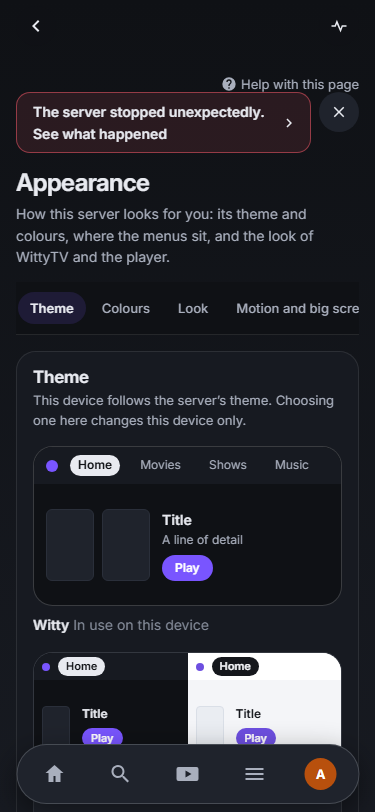 Help with this page
The server stopped unexpectedly.
See what happened
Appearance
How this server looks for you: its theme and
colours, where the menus sit, and the look of
WittyTV and the player.
Theme Colours Look Motion and big scre
Theme
This device follows the server’s theme. Choosing
one here changes this device only.
Home Movies Shows Music
Title
A line of detail
Play
Witty In use on this device
Home Home
Title Title
Play Play
A